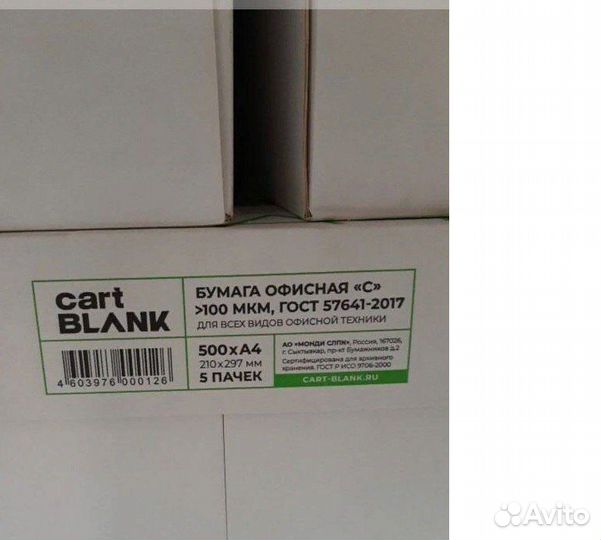 cart
BLANK
БУМАГА ОФИСНАЯ «С»
>100 МКМ, ГОСТ 57641-2017
ДЛЯ ВСЕХ ВИДОВ ОФИСНОЙ ТЕХНИКИ
4 603976 000126
500xА4
210x297 мм
5 ПАЧЕК
АО «МОНДИ СЛПК», Россия, 167026,
г. Сыктывкар, пр-кт Бумажников д.2
Сертифицирована для архивного
хранения. ГОСТ Р ИСО 9706-2000
CART-BLANK.RU
Avito